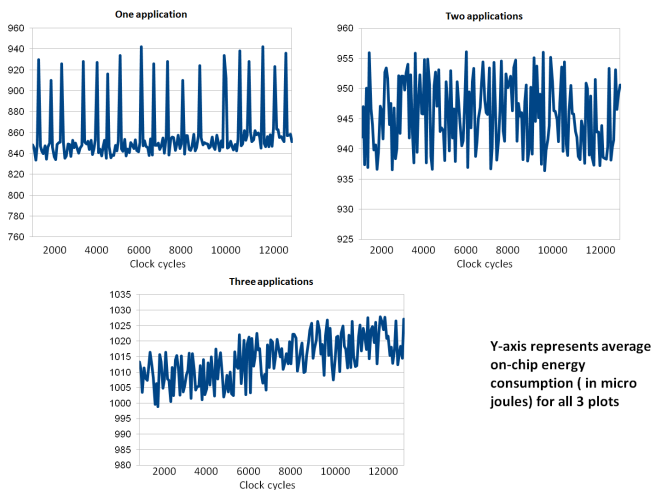 One application
960
940
920
900
880
860
840
820
800
780
760
2000 4000 6000 8000 10000 12000
Clock cycles
Two applications
960
955
950
945
940
935
930
925
2000 4000 6000 8000 10000 12000
Clock cycles
Three applications
1035
1030
1025
1020
1015
1010
1005
1000
995
990
985
980
2000 4000 6000 8000 10000 12000
Clock cycles
Y-axis represents average
on-chip energy
consumption ( in micro
joules) for all 3 plots